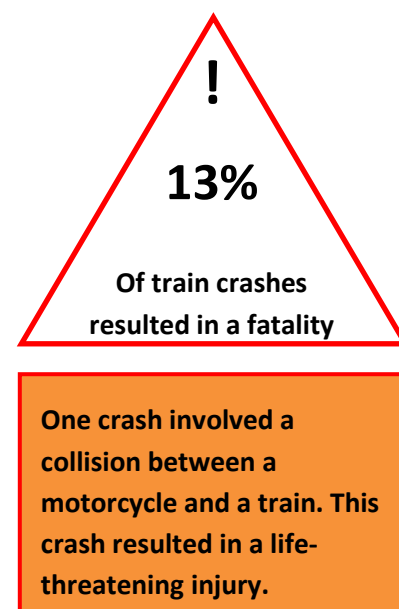 !
13%
Of train crashes
resulted in a fatality
One crash involved a
collision between a
motorcycle and a train. This
crash resulted in a life-
threatening injury.